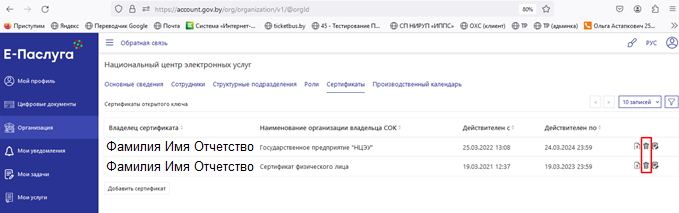 https://account.gov.by/org/organization/v1/@orgId
80%
Яндекс
Переводчик Google
Почта
Система «Интернет-...
ticketbus.by
45 - Тестирование П...
СП НИРУП «ИППС»
ОХС (клиент)
ТР
ТР (админка)
Ольга Астапкович 25...
Е-Паслуга
Обратная связь
РУС
Национальный центр электронных услуг
Мой профиль
Цифровые документы
Организация
Мои уведомления
Мои задачи
Мои услуги
Основные сведения
Сотрудники
Структурные подразделения
Роли
Сертификаты
Производственный календарь
Сертификаты открытого ключа
10 записей
Владелец сертификата
Наименование организации владельца СОК
Действителен с
Действителен по
Фамилия Имя Отчетство
Государственное предприятие "НЦЭУ"
25.03.2022 13:08
24.03.2024 23:59
Фамилия Имя Отчетство
Сертификат физического лица
19.03.2021 12:37
19.03.2023 23:59
Добавить сертификат